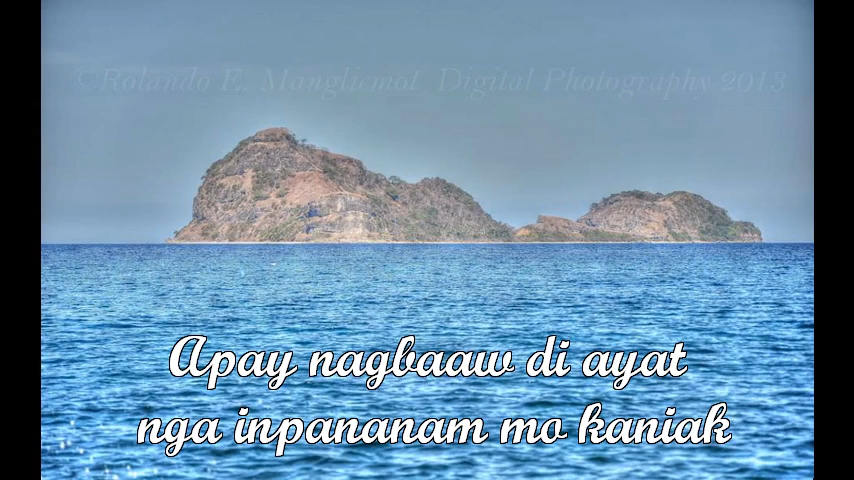 ©Rolando E. Manglicmot Digital Photography 2013
Apay nagbaaw di ayat
nga inpananam mo kaniak